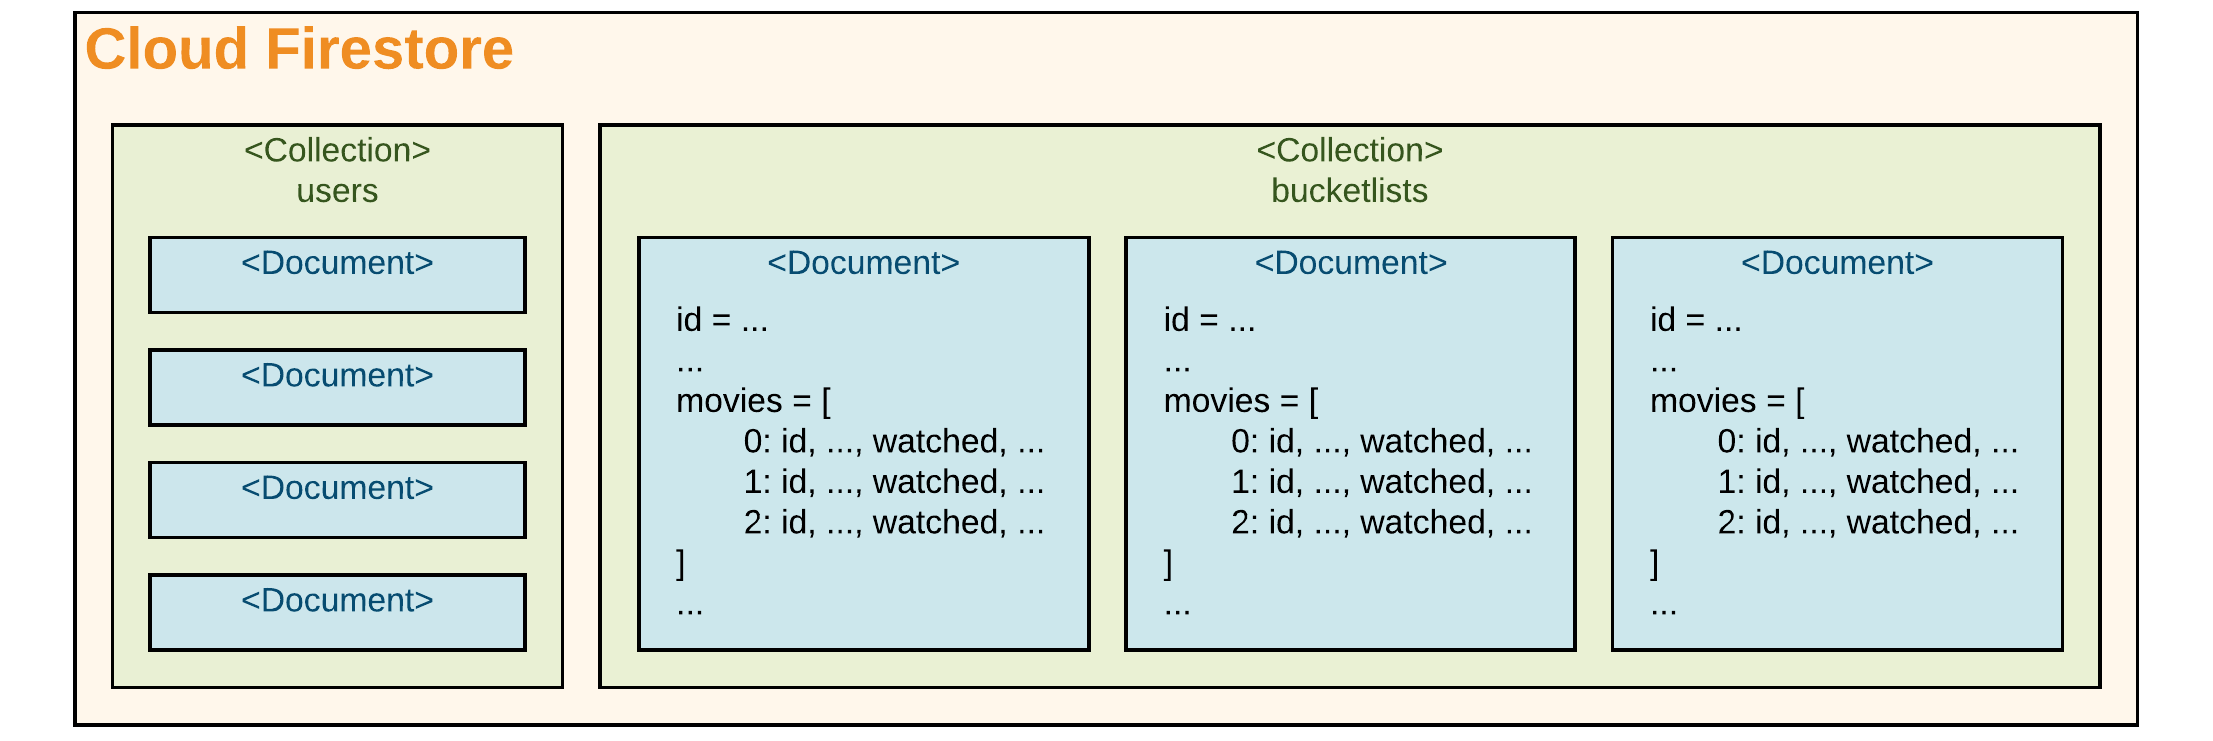 Cloud Firestore
<Collection>
users
<Document>
<Document>
<Document>
<Document>
<Collection>
bucketlists
<Document>
id = ...
...
movies = [
0: id, ..., watched, ...
1: id, ..., watched, ...
2: id, ..., watched, ...
]
...
<Document>
id = ...
...
movies = [
0: id, ..., watched, ...
1: id, ..., watched, ...
2: id, ..., watched, ...
]
...
<Document>
id = ...
...
movies = [
0: id, ..., watched, ...
1: id, ..., watched, ...
2: id, ..., watched, ...
]
...